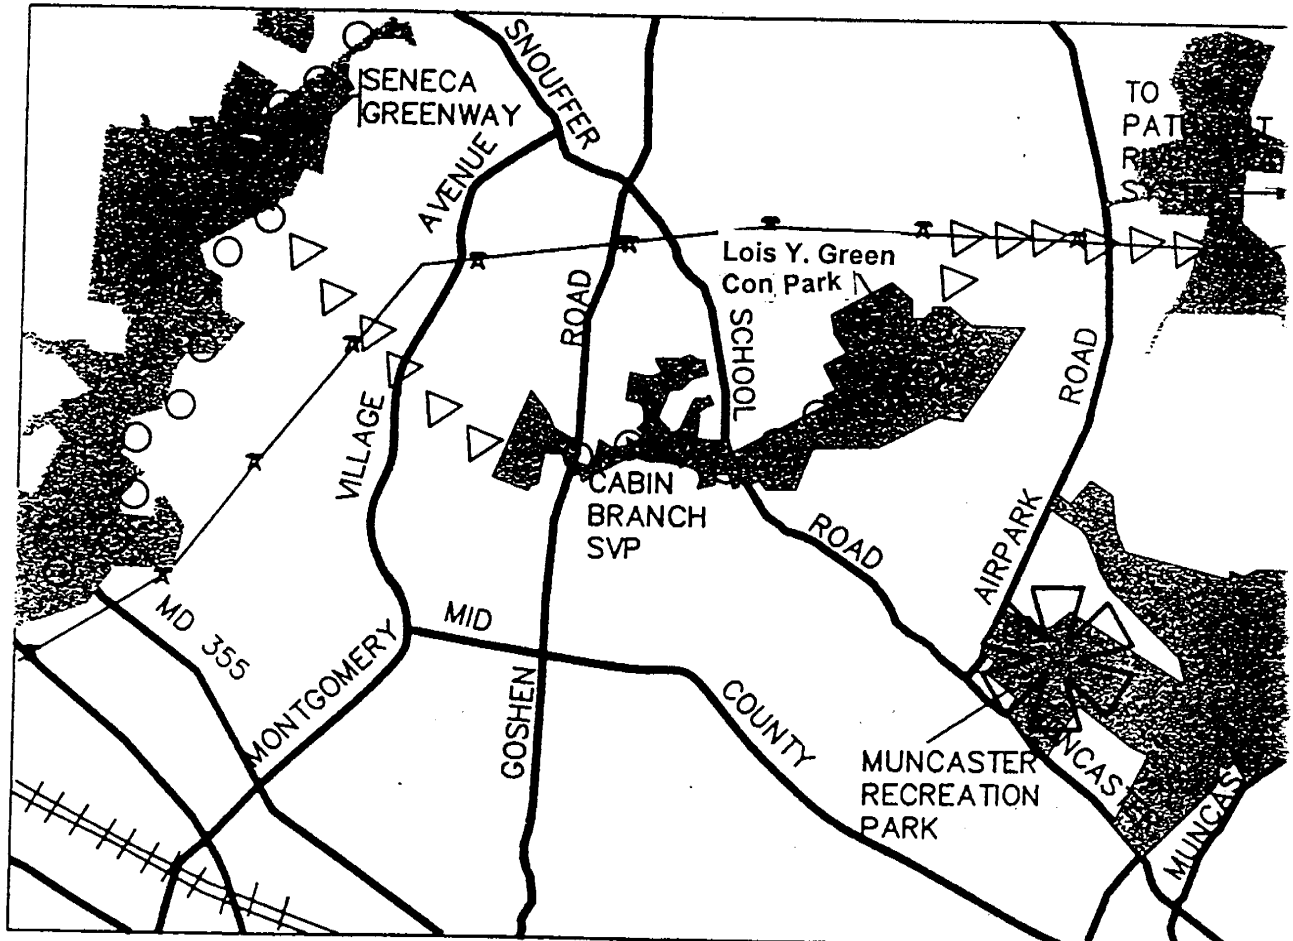 SNOUFFER
SENECA
GREENWAY
AVENUE
TO
RIVER
Lois Y. Green
Con Park
ROAD
SCHOOL
ROAD
VILLAGE
CABIN
BRANCH
SVP
ROAD
AIRPARK
MD 355
MID
MONTGOMERY
GOSHEN
COUNTY
MUNCASTER
RECREATION
PARK
NCAS
MUNCAS